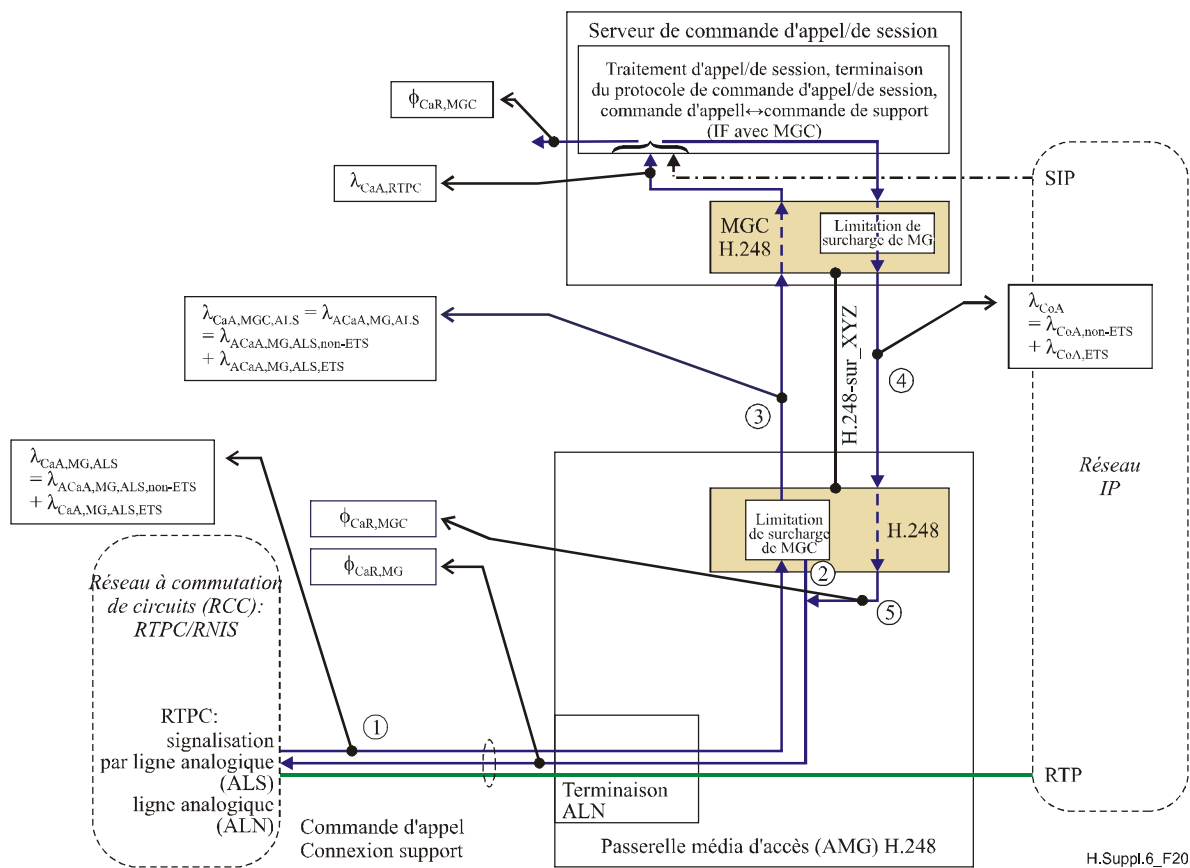 Serveur de commande d'appel/de session
Traitement d'appel/de session, terminaison
du protocole de commande d'appel/de session,
commande d'appell↔commande de support
(IF avec MGC)
ϕCaR,MGC
λCaA,RTPC
SIP
MGC
H.248
Limitation de
surcharge de MG
λCaA,MGC,ALS = λACaA,MG,ALS
= λACaA,MG,ALS,non-ETS
+ λACaA,MG,ALS,ETS
λCoA
= λCoA,non-ETS
+ λCoA,ETS
H.248-sur_XYZ
④
③
λCaA,MG,ALS
= λACaA,MG,ALS,non-ETS
+ λCaA,MG,ALS,ETS
Réseau
IP
ϕCaR,MGC
ϕCaR,MG
Limitation
de surcharge
de MGC
H.248
②
⑤
Réseau à commutation
de circuits (RCC):
RTPC/RNIS
①
RTPC:
signalisation
par ligne analogique
(ALS)
ligne analogique
(ALN)
RTP
Terminaison
ALN
Commande d'appel
Connexion support
Passerelle média d'accès (AMG) H.248
H.Suppl.6_F20